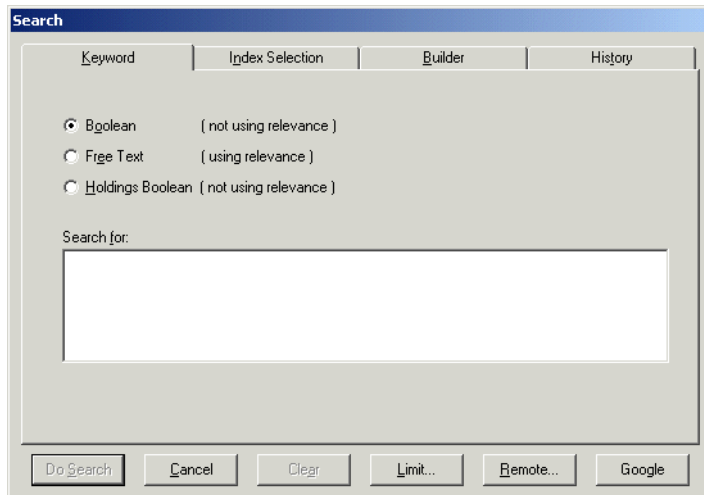 Search
Keyword Index Selection Builder History
Boolean ( not using relevance )
Free Text ( using relevance )
Holdings Boolean ( not using relevance )
Search for:
Do Search Cancel Clear Limit... Remote... Google